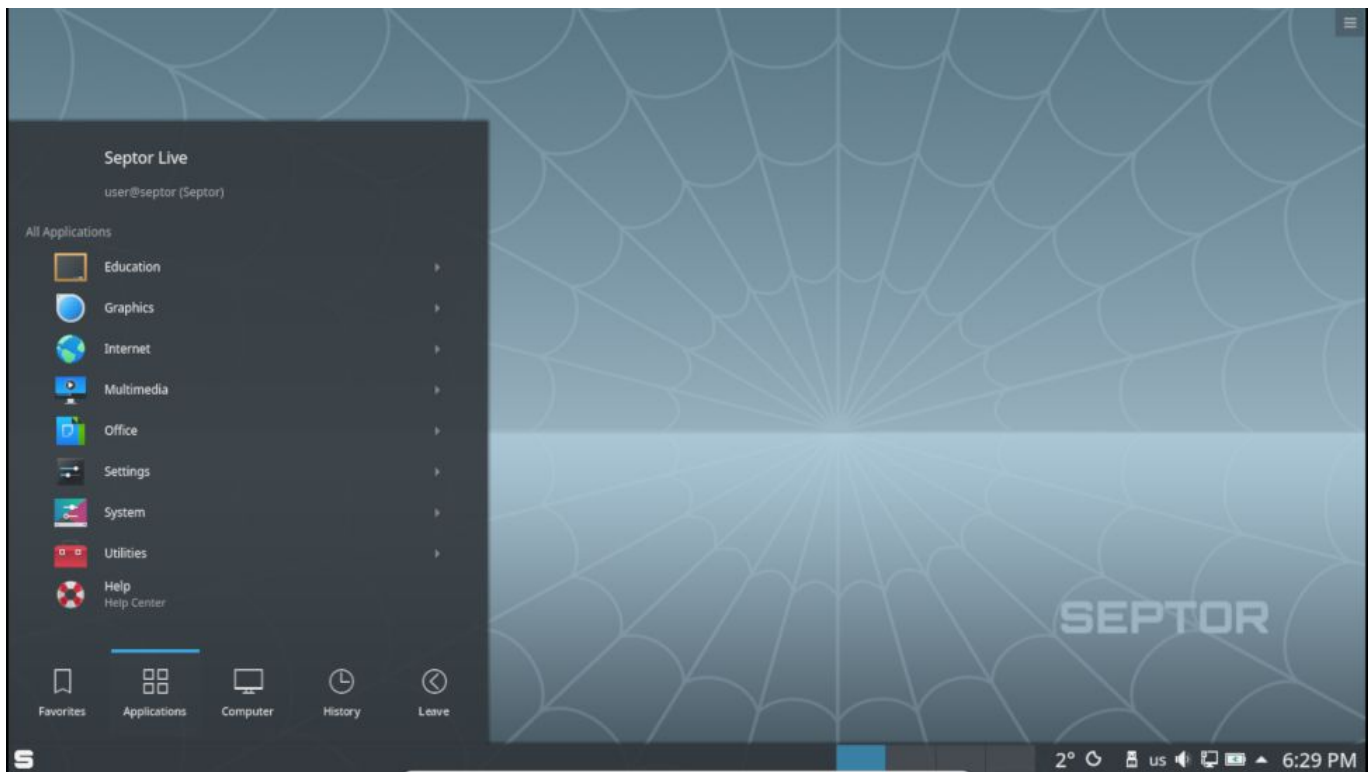 Septor Live
user@septor (Septor)
All Applications
Education
Graphics
Internet
Multimedia
Office
Settings
System
Utilities
Help
Help Center
SEPTOR
Favorites
Applications
Computer
History
Leave
S
2° us 6:29 PM